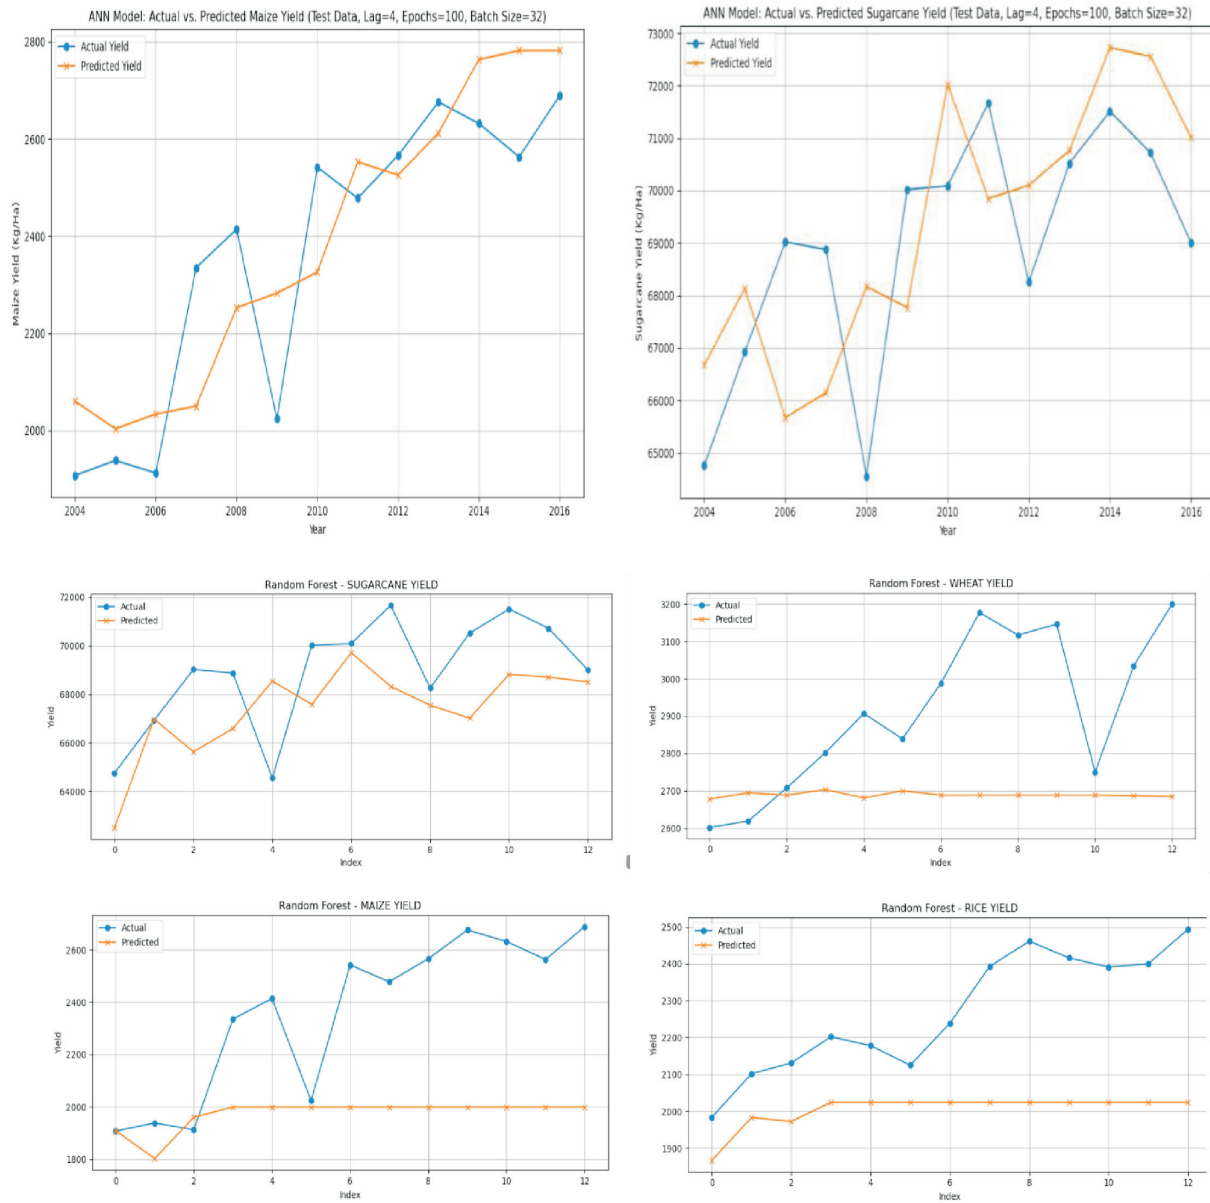 ANN Model: Actual vs. Predicted Maize Yield (Test Data, Lag=4, Epochs=100, Batch Size=32)
Actual Yield
Predicted Yield
2800
2600
2400
2200
2000
Maize Yield (Kg/Ha)
2004 2006 2008 2010 2012 2014 2016
Year
ANN Model: Actual vs. Predicted Sugarcane Yield (Test Data, Lag=4, Epochs=100, Batch Size=32)
Actual Yield
Predicted Yield
73000
72000
71000
70000
69000
68000
67000
66000
65000
Sugarcane Yield (Kg/Ha)
2004 2006 2008 2010 2012 2014 2016
Year
Random Forest - SUGARCANE YIELD
Actual
Predicted
72000
70000
68000
66000
64000
Yield
0 2 4 6 8 10 12
Index
Random Forest - WHEAT YIELD
Actual
Predicted
3200
3100
3000
2900
2800
2700
2600
Yield
0 2 4 6 8 10 12
Index
Random Forest - MAIZE YIELD
Actual
Predicted
2600
2400
2200
2000
1800
Yield
0 2 4 6 8 10 12
Index
Random Forest - RICE YIELD
Actual
Predicted
2500
2400
2300
2200
2100
2000
1900
Yield
0 2 4 6 8 10 12
Index